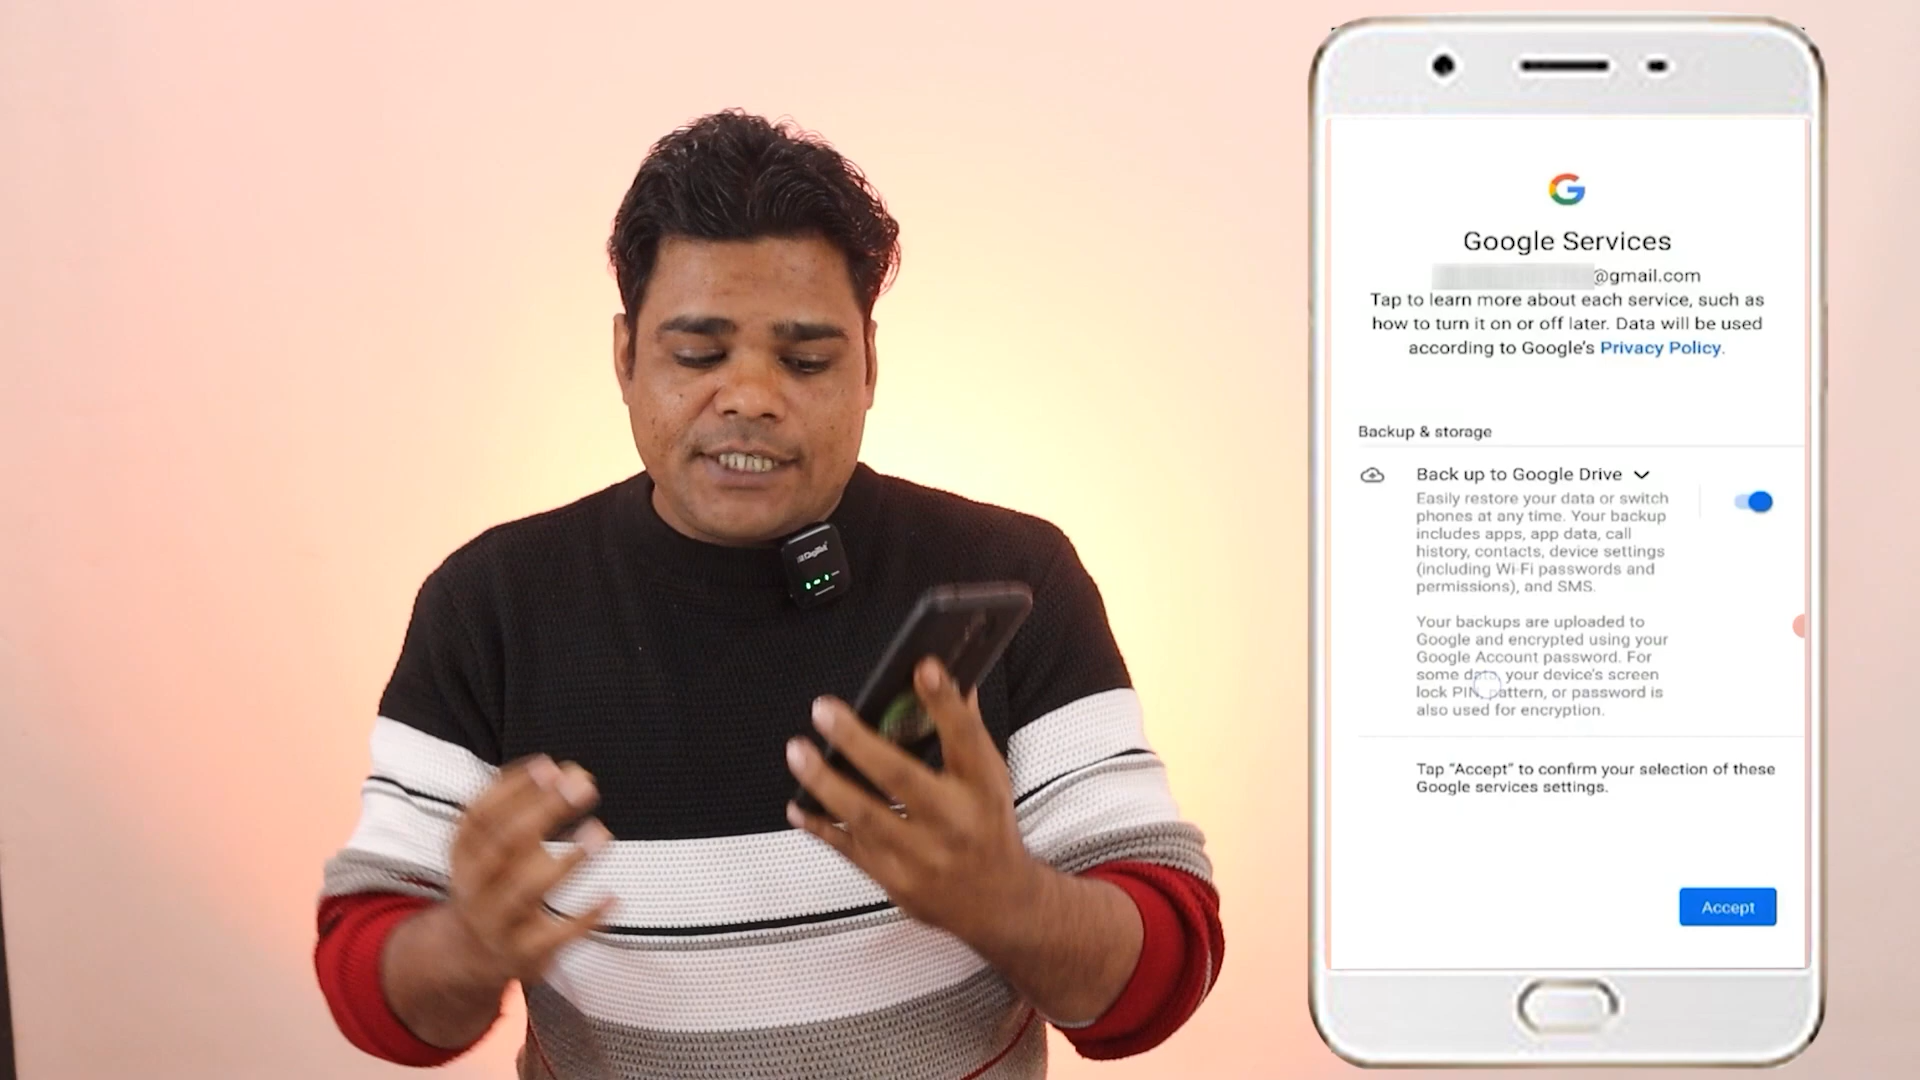 Google Services
@gmail.com
Tap to learn more about each service, such as
how to turn it on or off later. Data will be used
according to Google's Privacy Policy.
Backup & storage
Back up to Google Drive
Easily restore your data or switch
phones at any time. Your backup
includes apps, app data, call
history, contacts, device settings
(including Wi-Fi passwords and
permissions), and SMS.
Your backups are uploaded to
Google and encrypted using your
Google Account password. For
some data, your device's screen
lock PIN, pattern, or password is
also used for encryption.
Tap "Accept" to confirm your selection of these
Google services settings.
Accept